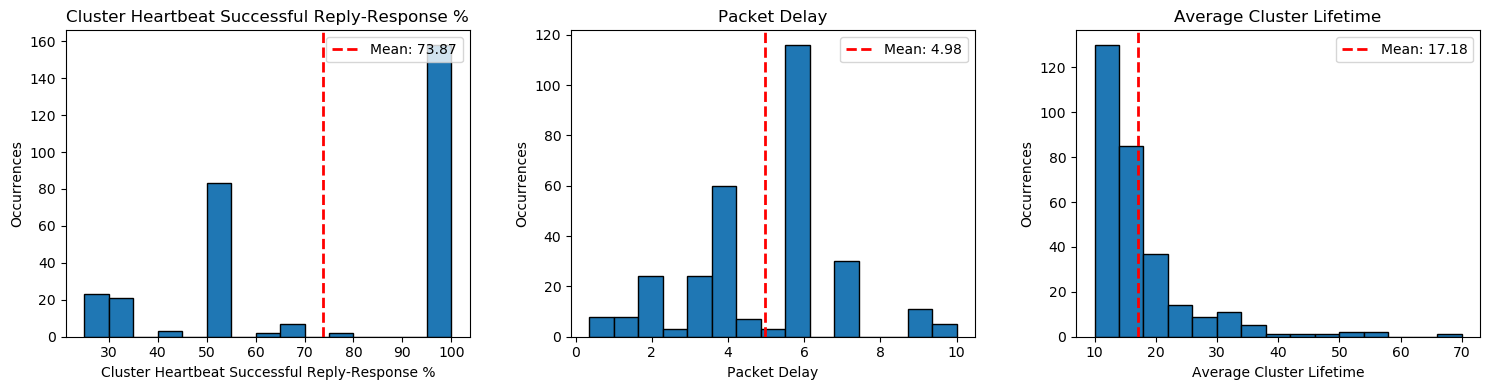 Cluster Heartbeat Successful Reply-Response %
160
140
120
100
80
60
40
20
0
Occurrences
Mean: 73.87
30 40 50 60 70 80 90 100
Cluster Heartbeat Successful Reply-Response %
Packet Delay
120
100
80
60
40
20
0
Occurrences
Mean: 4.98
0 2 4 6 8 10
Packet Delay
Average Cluster Lifetime
120
100
80
60
40
20
0
Occurrences
Mean: 17.18
10 20 30 40 50 60 70
Average Cluster Lifetime